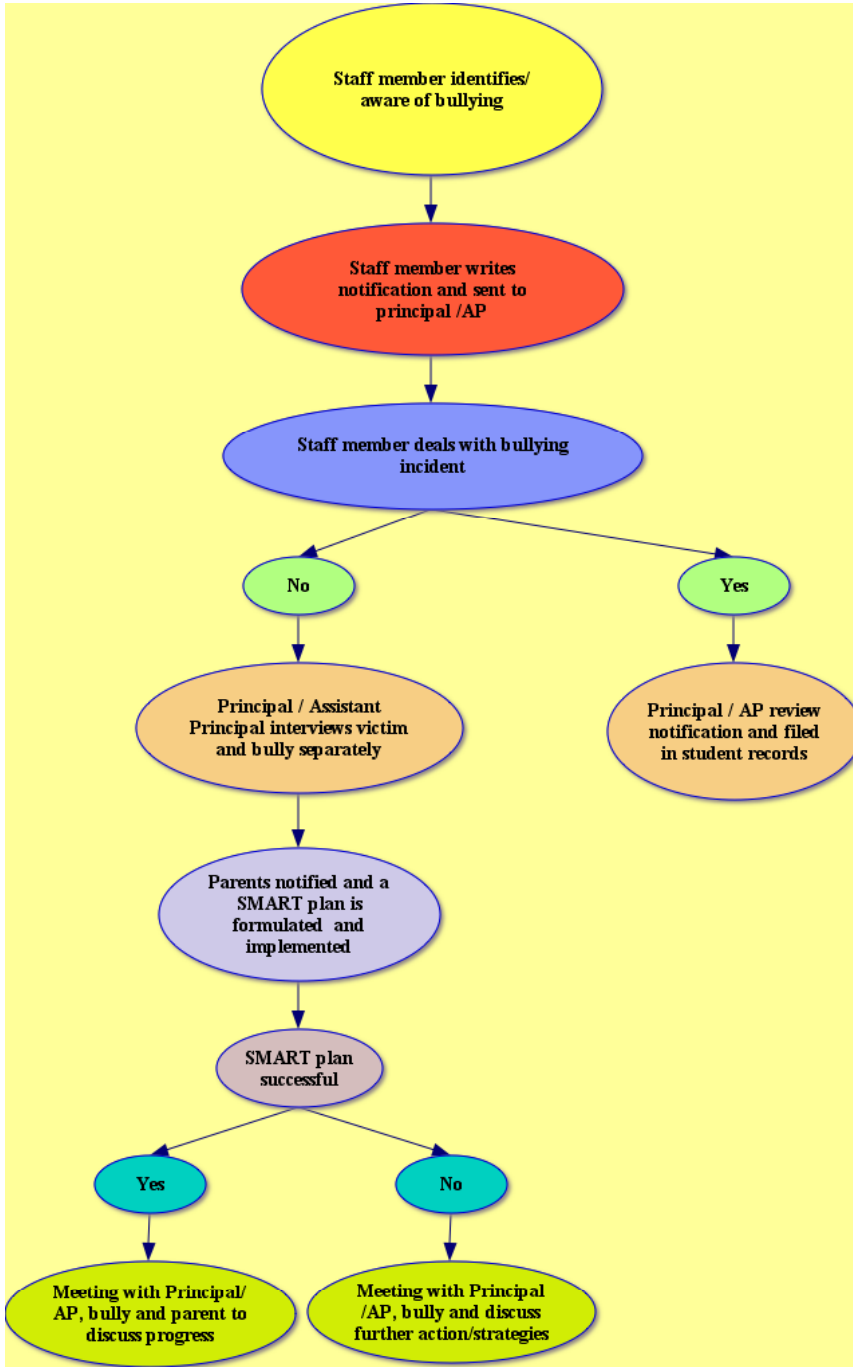 Staff member identifies/
aware of bullying
Staff member writes
notification and sent to
principal /AP
Staff member deals with bullying
incident
No
Yes
Principal / Assistant
Principal interviews victim
and bully separately
Principal / AP review
notification and filed
in student records
Parents notified and a
SMART plan is
formulated and
implemented
SMART plan
successful
Yes
No
Meeting with Principal/
AP, bully and parent to
discuss progress
Meeting with Principal
/AP, bully and discuss
further action/strategies